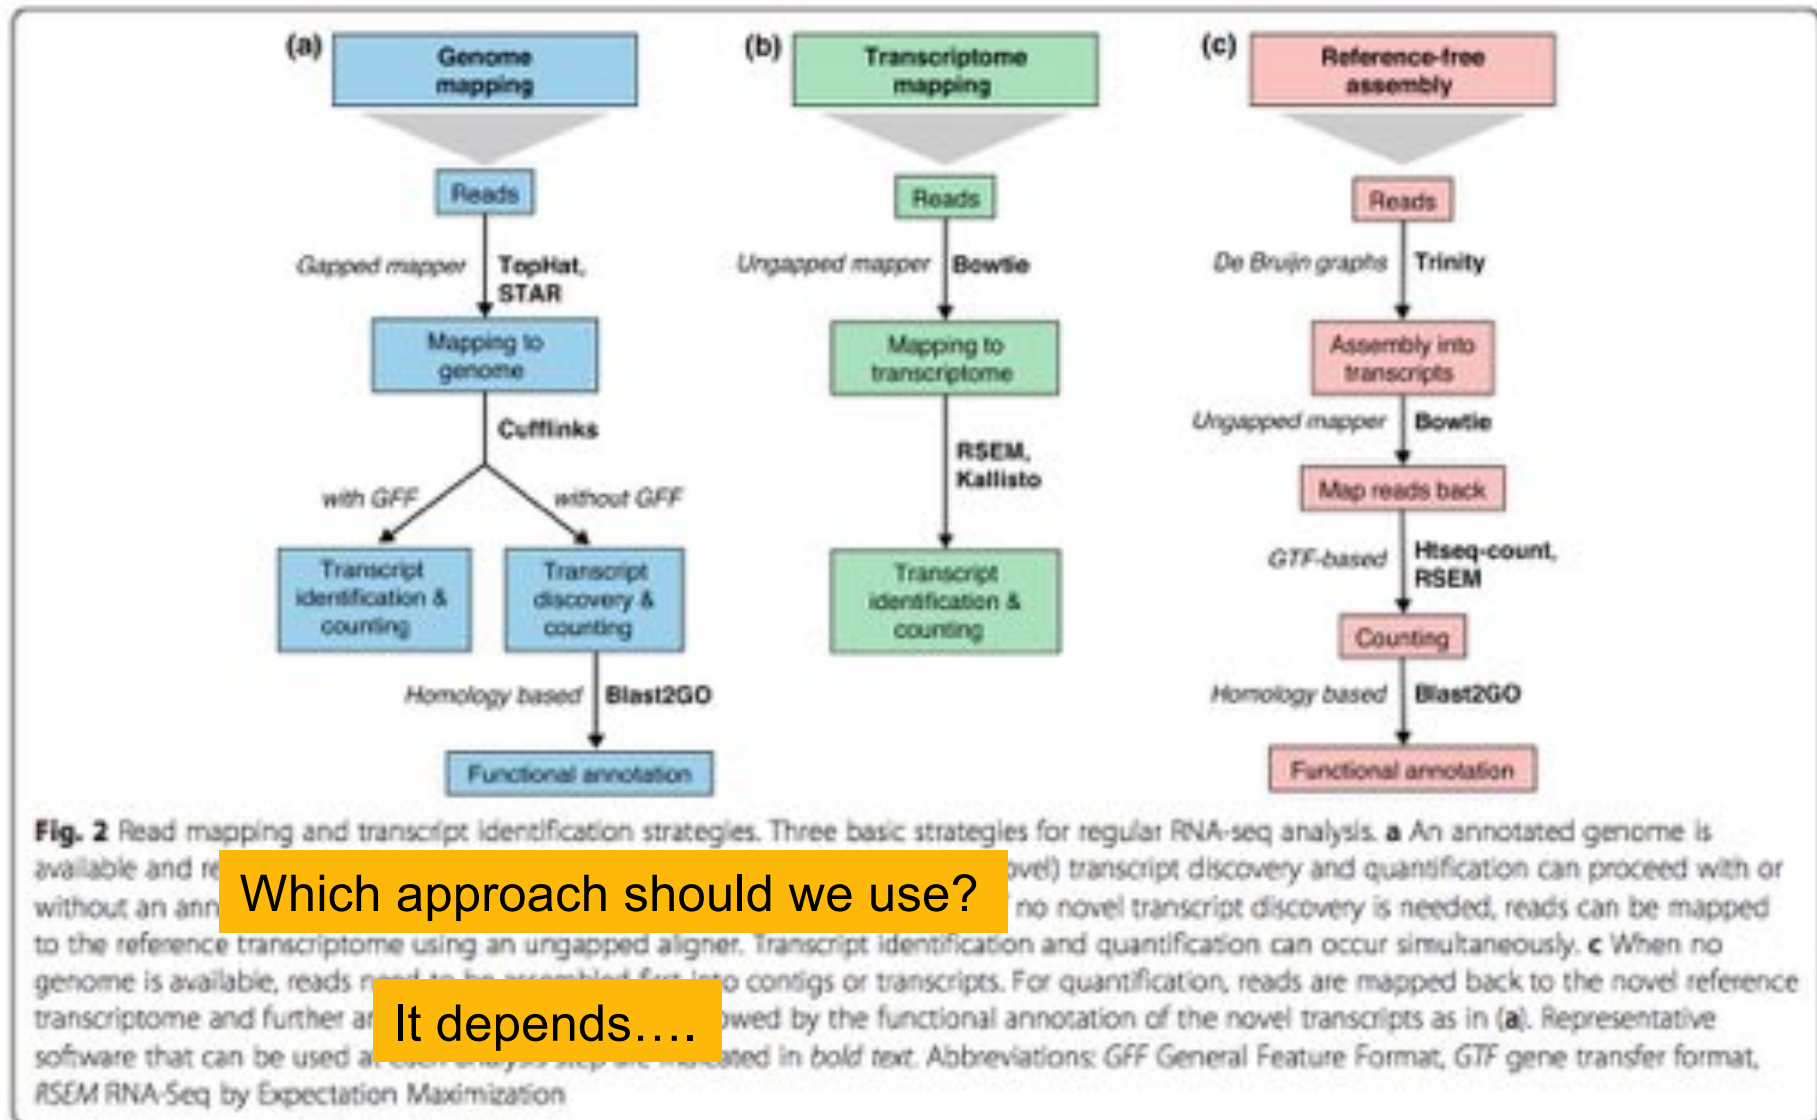 (a)
Genome
mapping
Reads
Gapped mapper
TopHat,
STAR
Mapping to
genome
Cufflinks
with GFF
without GFF
Transcript
identification &
counting
Transcript
discovery &
counting
Homology based
Blast2GO
Functional annotation
(b)
Transcriptome
mapping
Reads
Ungapped mapper
Bowtie
Mapping to
transcriptome
RSEM,
Kallisto
Transcript
identification &
counting
(c)
Reference-free
assembly
Reads
De Bruijn graphs
Trinity
Assembly into
transcripts
Ungapped mapper
Bowtie
Map reads back
GTF-based
Htseq-count,
RSEM
Counting
Homology based
Blast2GO
Functional annotation
Fig. 2 Read mapping and transcript identification strategies. Three basic strategies for regular RNA-seq analysis. a An annotated genome is
available and transcript discovery and quantification can proceed with or
without an no novel transcript discovery is needed, reads can be mapped
to the reference transcriptome using an ungapped aligner. Transcript identification and quantification can occur simultaneously. c When no
genome is available, reads contigs or transcripts. For quantification, reads are mapped back to the novel reference
transcriptome and further by the functional annotation of the novel transcripts as in (a). Representative
software that can be used analysis step are indicated in bold text. Abbreviations: GFF General Feature Format, GTF gene transfer format,
RSEM RNA-Seq by Expectation Maximization
Which approach should we use?
It depends....